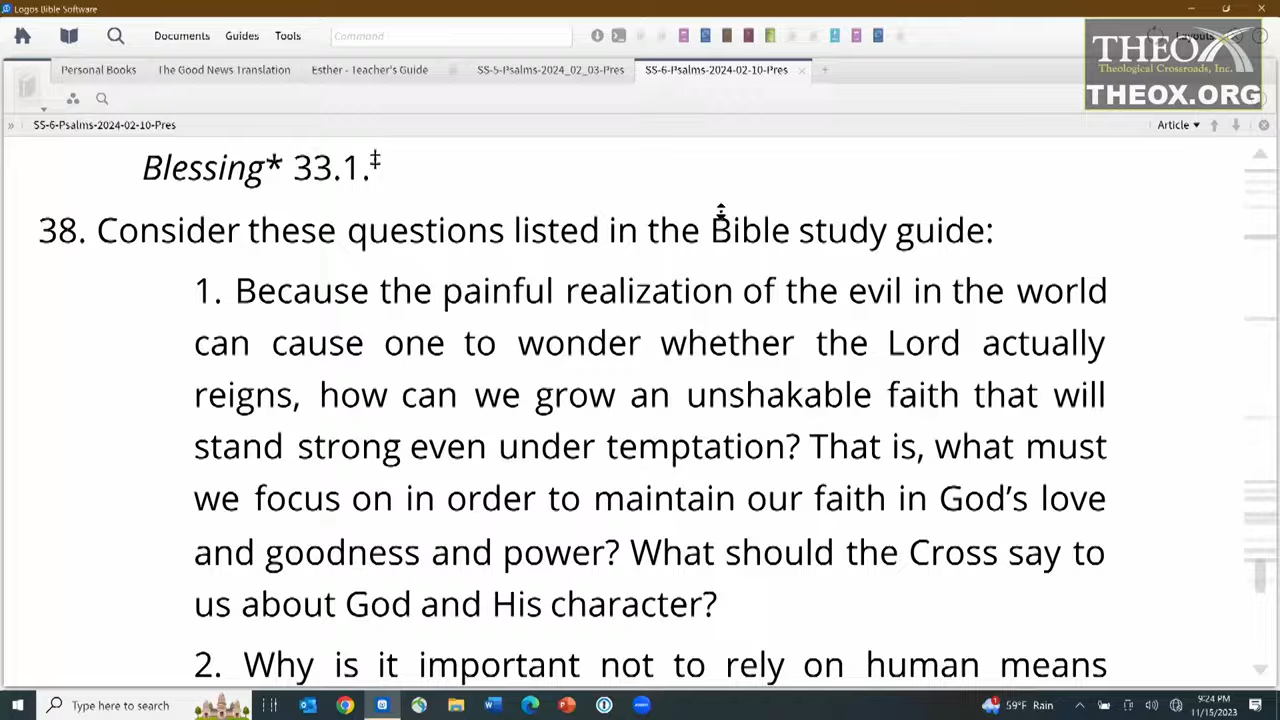 Logos Bible Software
Documents Guides Tools Command
THEOX
Theological Crossroads, Inc.
THEOX.ORG
Personal Books The Good News Translation Esther - Teacher's SS-6-Psalms-2024-02-10-Pres
SS-6-Psalms-2024-02-10-Pres Article
Blessing* 33.1.‡
38. Consider these questions listed in the Bible study guide:
1. Because the painful realization of the evil in the world
can cause one to wonder whether the Lord actually
reigns, how can we grow an unshakable faith that will
stand strong even under temptation? That is, what must
we focus on in order to maintain our faith in God's love
and goodness and power? What should the Cross say to
us about God and His character?
2. Why is it important not to rely on human means
Type here to search 59°F Rain 9:24 PM
11/15/2023